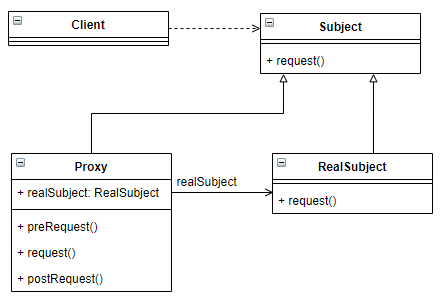 Client
Subject
+ request()
Proxy
+ realSubject: RealSubject
+ preRequest()
+ request()
+ postRequest()
realSubject
RealSubject
+ request()